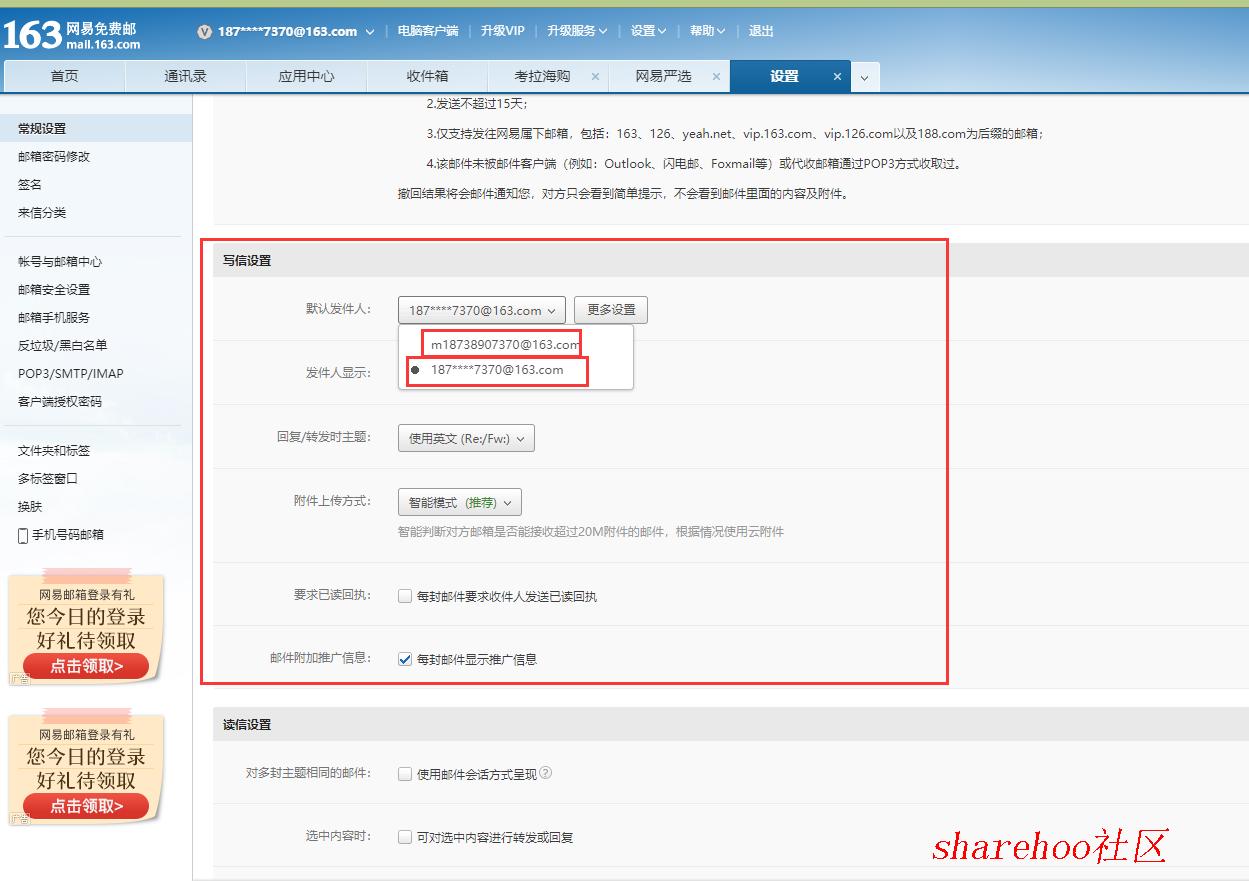 163 网易免费邮
mail.163.com
187****7370@163.com 电脑客户端 升级VIP 升级服务 设置 帮助 退出
首页 通讯录 应用中心 收件箱 考拉海购 × 网易严选 × 设置 ×
常规设置
邮箱密码修改
签名
来信分类
帐号与邮箱中心
邮箱安全设置
邮箱手机服务
反垃圾/黑白名单
POP3/SMTP/IMAP
客户端授权密码
文件夹和标签
多标签窗口
换肤
手机号码邮箱
网易邮箱登录有礼
您今日的登录
好礼待领取
点击领取>
广告
网易邮箱登录有礼
您今日的登录
好礼待领取
点击领取>
广告
2.发送不超过15天；
3.仅支持发往网易属下邮箱，包括：163、126、yeah.net、vip.163.com、vip.126.com以及188.com为后缀的邮箱；
4.该邮件未被邮件客户端（例如：Outlook、闪电邮、Foxmail等）或代收邮箱通过POP3方式收取过。
撤回结果将会邮件通知您，对方只会看到简单提示，不会看到邮件里面的内容及附件。
写信设置
默认发件人： 187****7370@163.com 更多设置
m18738907370@163.com
发件人显示： 187****7370@163.com
回复/转发时主题： 使用英文 (Re:/Fw:)
附件上传方式： 智能模式 (推荐)
智能判断对方邮箱是否能接收超过20M附件的邮件，根据情况使用云附件
要求已读回执： 每封邮件要求收件人发送已读回执
邮件附加推广信息： 每封邮件显示推广信息
读信设置
对多封主题相同的邮件： 使用邮件会话方式呈现 ?
选中内容时： 可对选中内容进行转发或回复
sharehoo社区